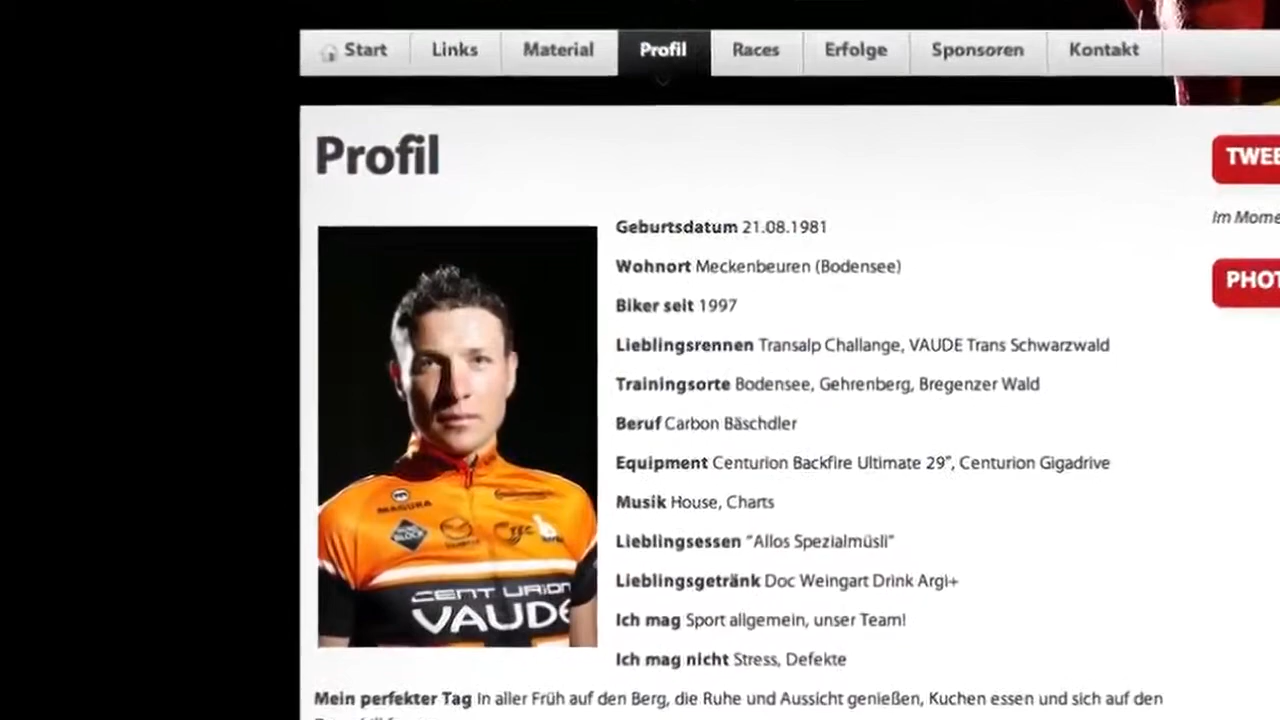 Start Links Material Profil Races Erfolge Sponsoren Kontakt
Profil
Geburtsdatum 21.08.1981
Wohnort Meckenbeuren (Bodensee)
Biker seit 1997
Lieblingsrennen Transalp Challange, VAUDE Trans Schwarzwald
Trainingsorte Bodensee, Gehrenberg, Bregenzer Wald
Beruf Carbon Bäschdler
Equipment Centurion Backfire Ultimate 29”, Centurion Gigadrive
Musik House, Charts
Lieblingsessen “Allos Spezialmüsli”
Lieblingsgetränk Doc Weingart Drink Argi+
Ich mag Sport allgemein, unser Team!
Ich mag nicht Stress, Defekte
Mein perfekter Tag In aller Früh auf den Berg, die Ruhe und Aussicht genießen, Kuchen essen und sich auf den
MAGURA
CENTURION
VAUDE
Im